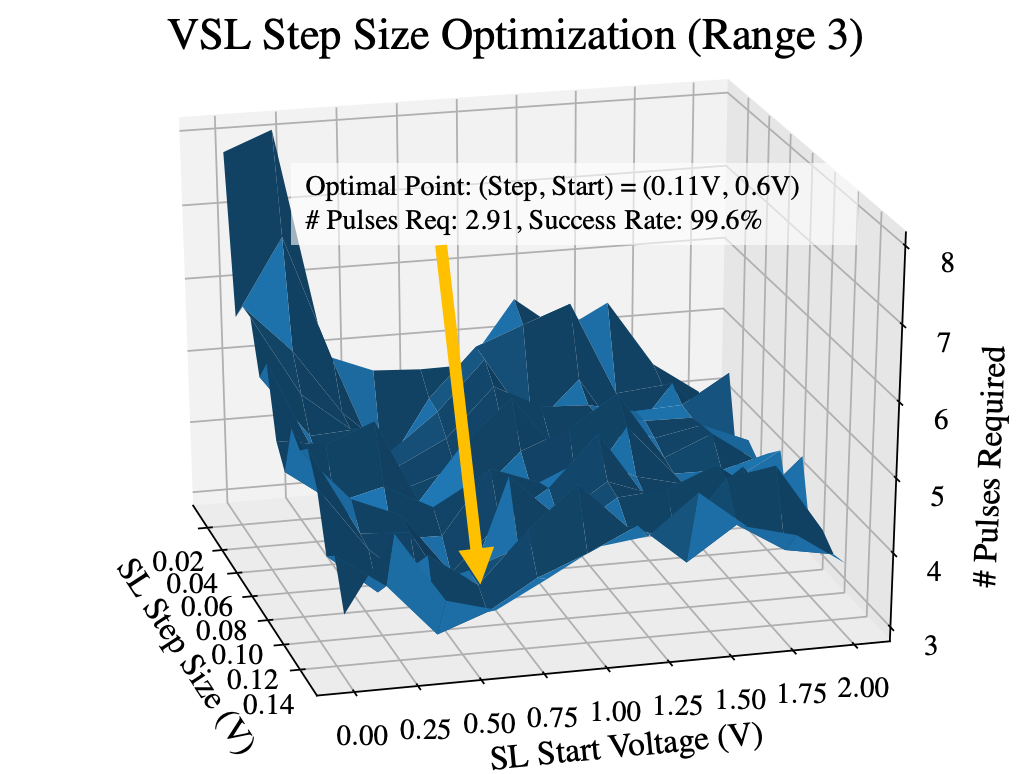 VSL Step Size Optimization (Range 3)
Optimal Point: (Step, Start) = (0.11V, 0.6V)
# Pulses Req: 2.91, Success Rate: 99.6%
8
7
6
5
4
3
# Pulses Required
0.02
0.04
0.06
0.08
0.10
0.12
0.14
SL Step Size (V)
0.00 0.25 0.50 0.75 1.00 1.25 1.50 1.75 2.00
SL Start Voltage (V)